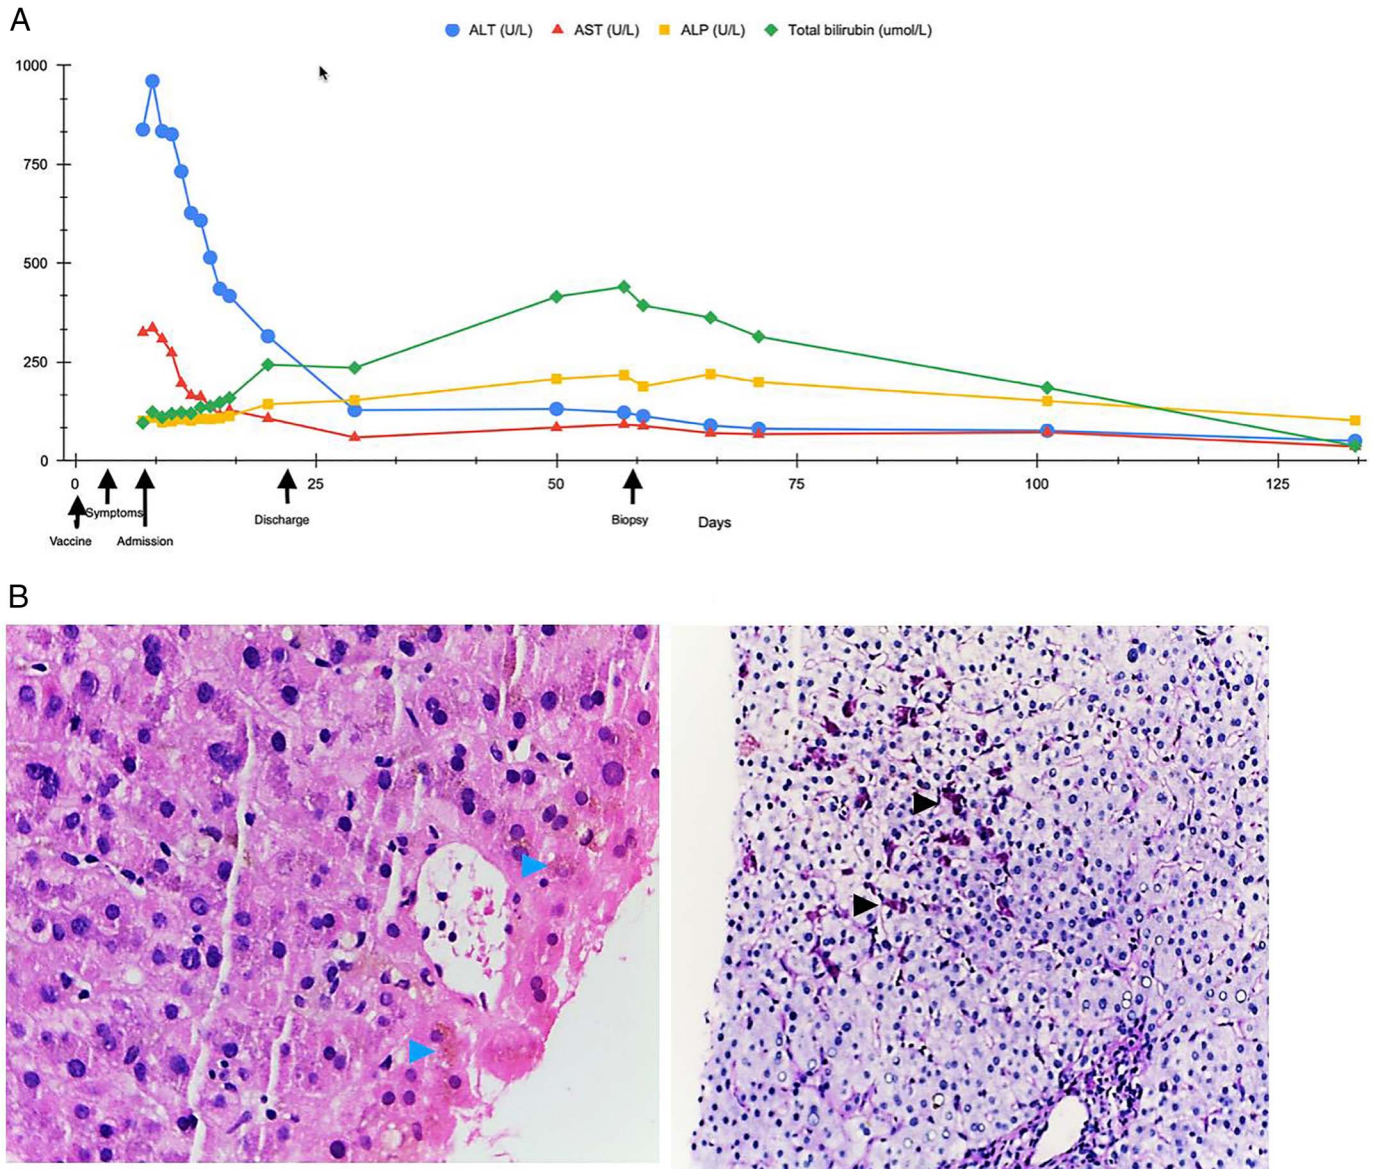 A
ALT (U/L) AST (U/L) ALP (U/L) Total bilirubin (umol/L)
1000
750
500
250
0
0 25 50 75 100 125
Symptoms
Discharge Biopsy Days
Vaccine Admission
B